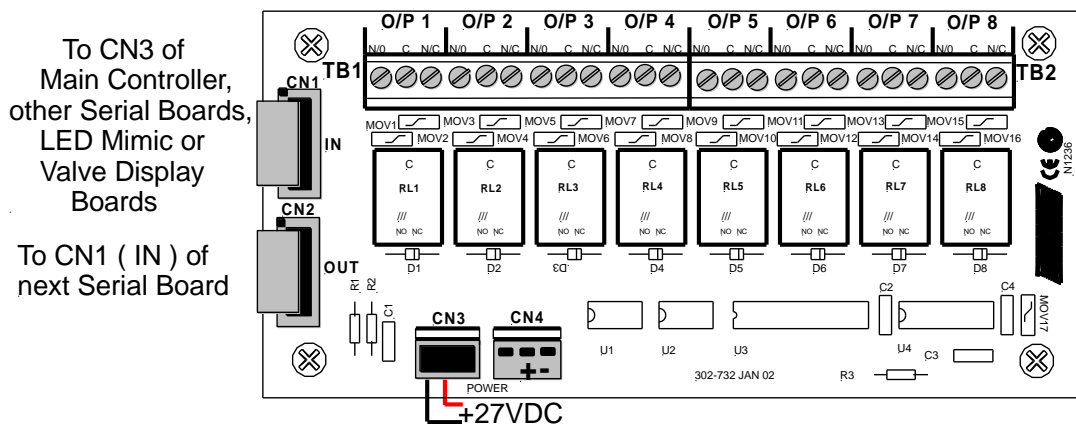 O/P 1 O/P 2 O/P 3 O/P 4 O/P 5 O/P 6 O/P 7 O/P 8
N/0 C N/C N/0 C N/C N/0 C N/C N/0 C N/C N/0 C N/C N/0 C N/C N/0 C N/C N/0 C N/C
TB1 TB2
To CN3 of
Main Controller,
other Serial Boards,
LED Mimic or
Valve Display
Boards
CN1
IN
MOV1 MOV3 MOV5 MOV7 MOV9 MOV11 MOV13 MOV15
MOV2 MOV4 MOV6 MOV8 MOV10 MOV12 MOV14 MOV16
C C C C C C C C
RL1 RL2 RL3 RL4 RL5 RL6 RL7 RL8
NO NC NO NC NO NC NO NC NO NC NO NC NO NC NO NC
D1 D2 D3 D4 D5 D6 D7 D8
CE
N1236
CN2
OUT
To CN1 ( IN ) of
next Serial Board
R1 R2 C1
CN3 CN4
+ -
POWER
+27VDC
U1 U2 U3 U4
C2 C4 MOV17
C3
302-732 JAN 02
R3